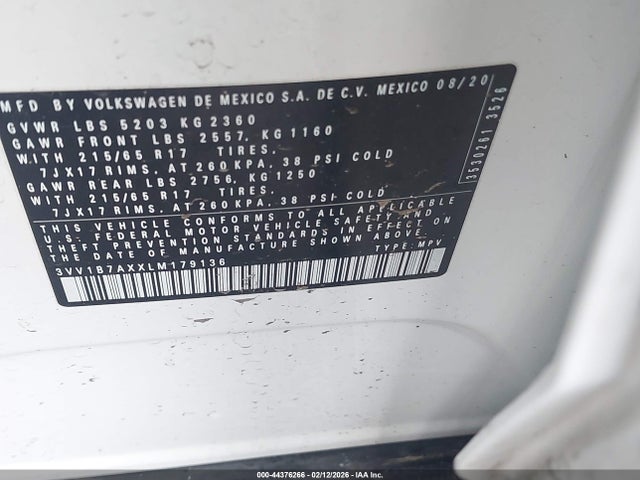 MFD BY VOLKSWAGEN DE MEXICO S.A. DE C.V. MEXICO 08/20
GVWR LBS 5203 KG 2360
GAWR FRONT LBS 2557, KG 1160
WITH 215/65 R17 TIRES.
7JX17 RIMS, AT 260 KPA, 38 PSI COLD
GAWR REAR LBS 2756, KG 1250
WITH 215/65 R17 TIRES.
7JX17 RIMS, AT 260 KPA, 38 PSI COLD
THIS VEHICLE CONFORMS TO ALL APPLICABLE
U.S. FEDERAL MOTOR VEHICLE SAFETY AND
THEFT PREVENTION STANDARDS IN EFFECT ON
THE DATE OF MANUFACTURE SHOWN ABOVE
3VV1B7AXXLM179136 TYPE: MPV
3530261 3526
000-44376266 - 02/12/2026 - IAA Inc.